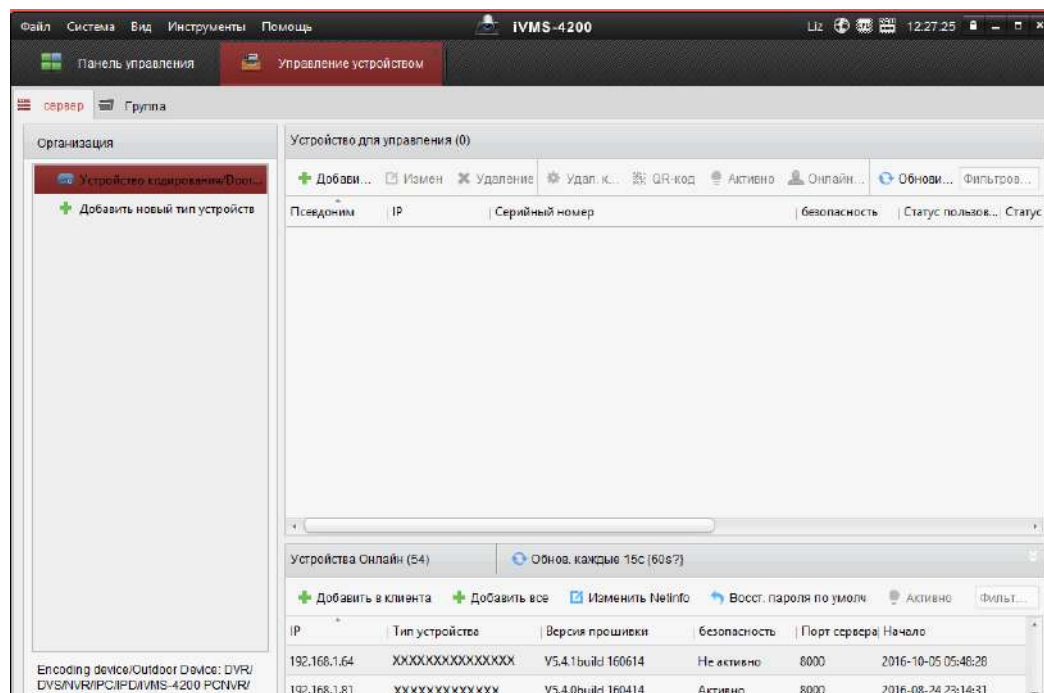 Файл Система Вид Инструменты Помощь iVMS-4200 Liz 12:27:25
Панель управления Управление устройством
сервер Группа
Организация
Устройство кодирования/Door...
Добавить новый тип устройств
Устройство для управления (0)
Добави... Измен Удаление Удал. к... QR-код Активно Онлайн... Обнови... Фильтров...
Псевдоним IP Серийный номер безопасность Статус пользов... Статус
Устройства Онлайн (54) Обнов. каждые 15с {60s?}
Добавить в клиента Добавить все Изменить Netinfo Восст. пароля по умолч Активно Фильт...
IP Тип устройства Версия прошивки безопасность Порт сервера Начало
192.168.1.64 XXXXXXXXXXXXXXX V5.4.1build 160614 Не активно 8000 2016-10-05 05:48:28
192.168.1.81 XXXXXXXXXXXXX V5.4.0build 160414 Активно 8000 2016-08-24 23:14:31
Encoding device/Outdoor Device: DVR/
DVS/NVR/IPC/IPD/iVMS-4200 PCNVR/